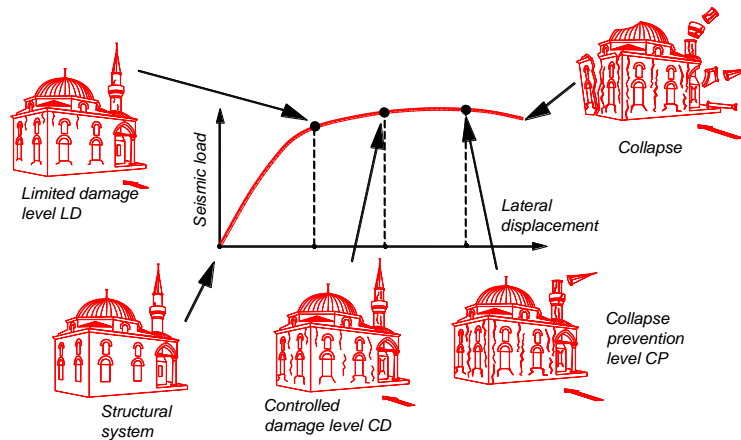 Limited damage
level LD
Seismic load
Lateral
displacement
Collapse
Structural
system
Controlled
damage level CD
Collapse
prevention
level CP